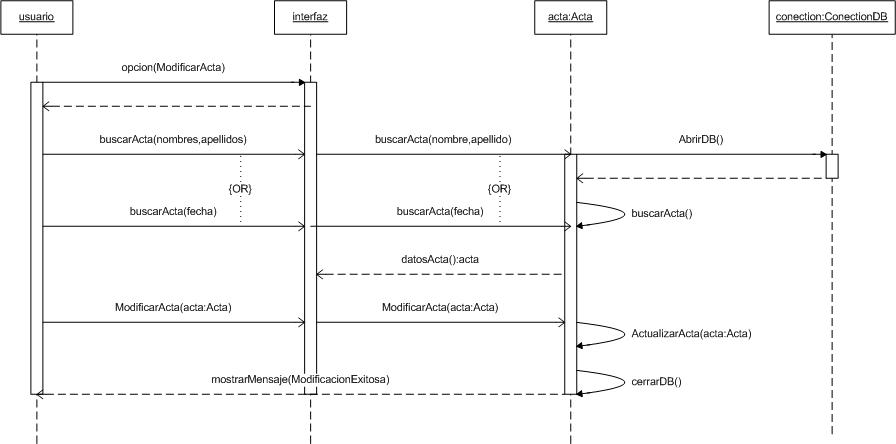 usuario
interfaz
acta:Acta
conection:ConectionDB
opcion(ModificarActa)
buscarActa(nombres,apellidos)
buscarActa(nombre,apellido)
AbrirDB()
{OR}
{OR}
buscarActa(fecha)
buscarActa(fecha)
buscarActa()
datosActa():acta
ModificarActa(acta:Acta)
ModificarActa(acta:Acta)
ActualizarActa(acta:Acta)
mostrarMensaje(ModificacionExitosa)
cerrarDB()